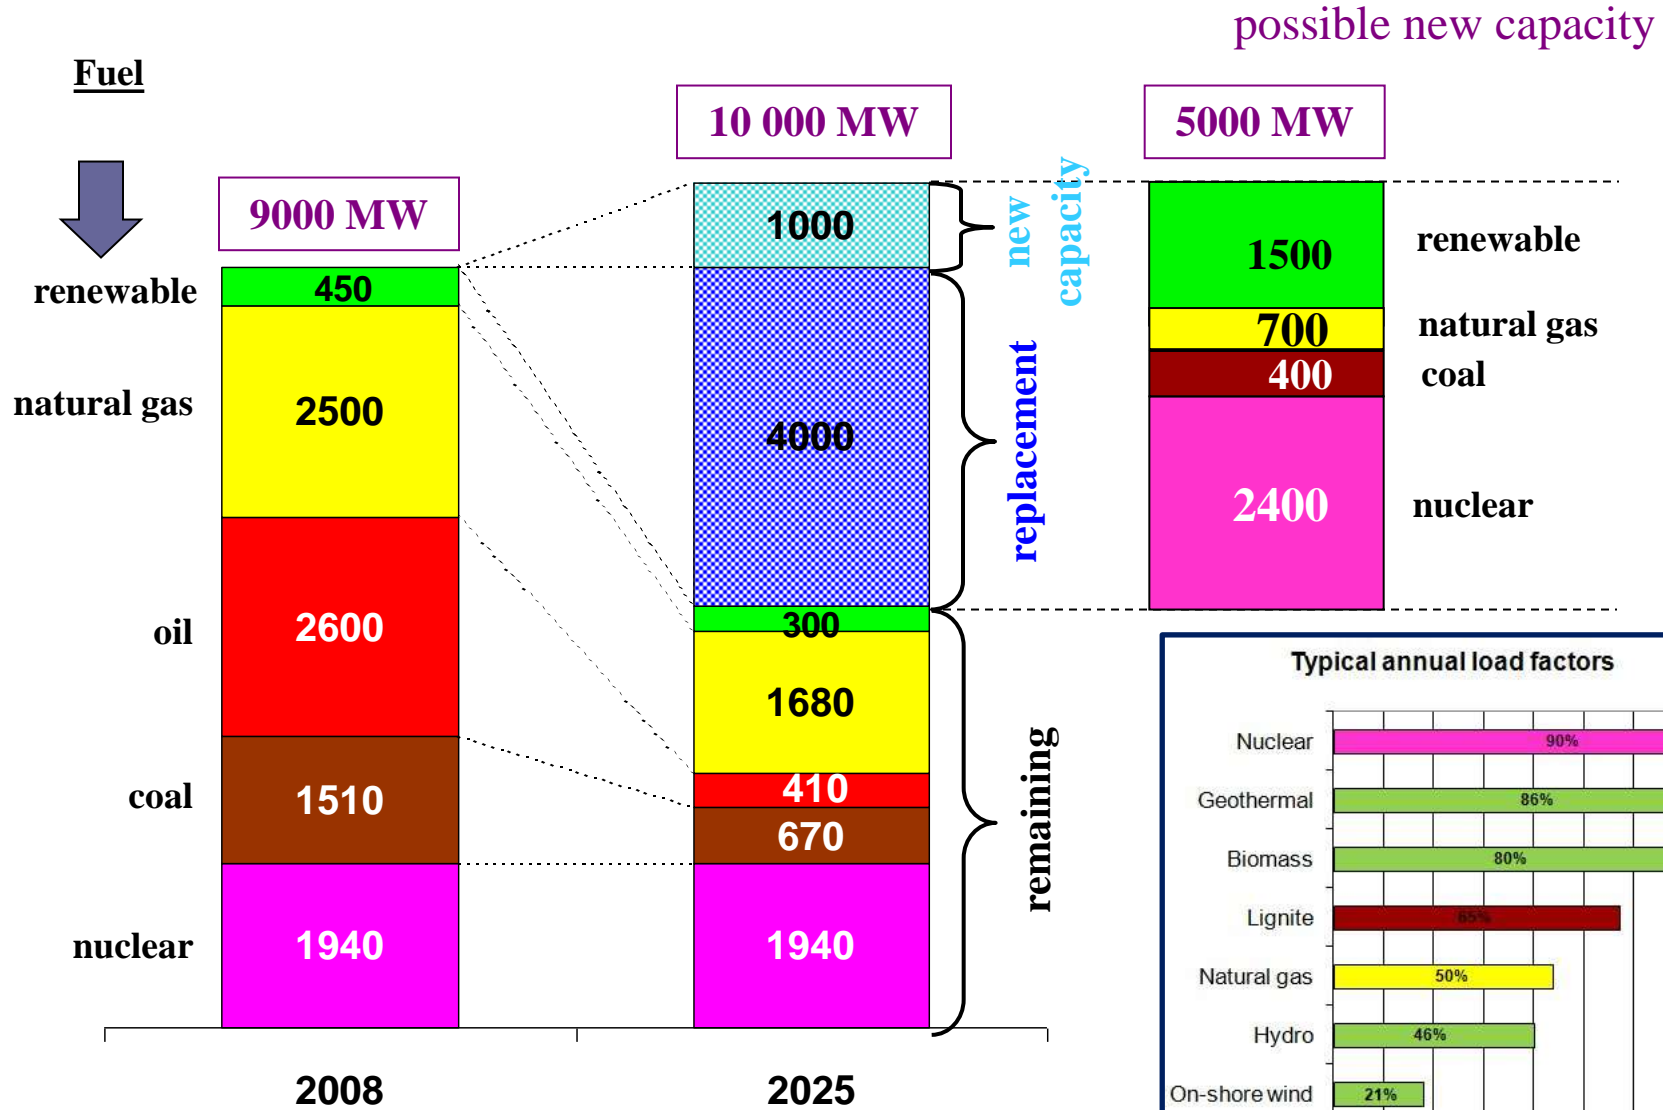 possible new capacity
Fuel
9000 MW
10 000 MW
5000 MW
renewable
natural gas
oil
coal
nuclear
450
2500
2600
1510
1940
2008
1000
4000
300
1680
410
670
1940
2025
new
capacity
replacement
remaining
1500
700
400
2400
renewable
natural gas
coal
nuclear
Typical annual load factors
Nuclear 90%
Geothermal 86%
Biomass 80%
Lignite 65%
Natural gas 50%
Hydro 46%
On-shore wind 21%